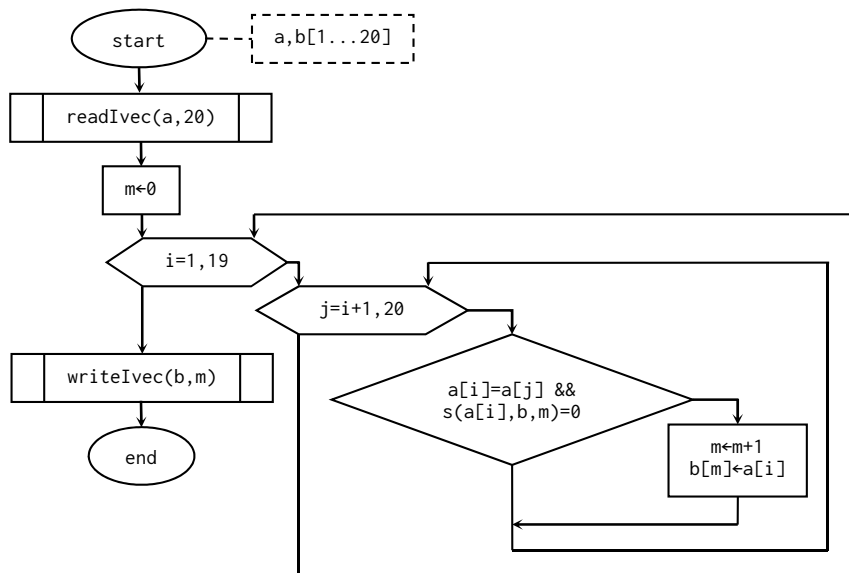 start
a,b[1...20]
readIvec(a,20)
m←0
i=1,19
j=i+1,20
writeIvec(b,m)
a[i]=a[j] &&
s(a[i],b,m)=0
m←m+1
b[m]←a[i]
end